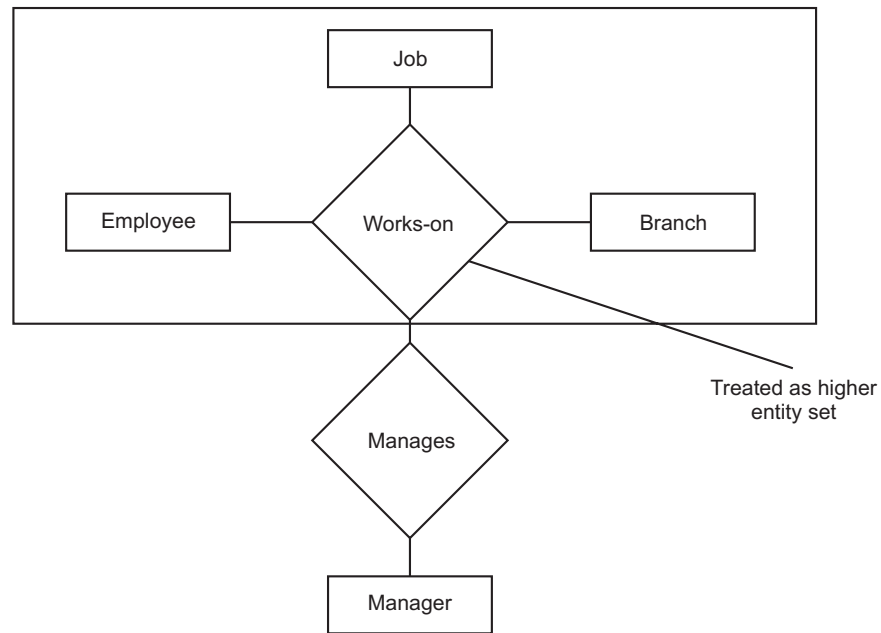 Job
Employee
Works-on
Branch
Treated as higher
entity set
Manages
Manager